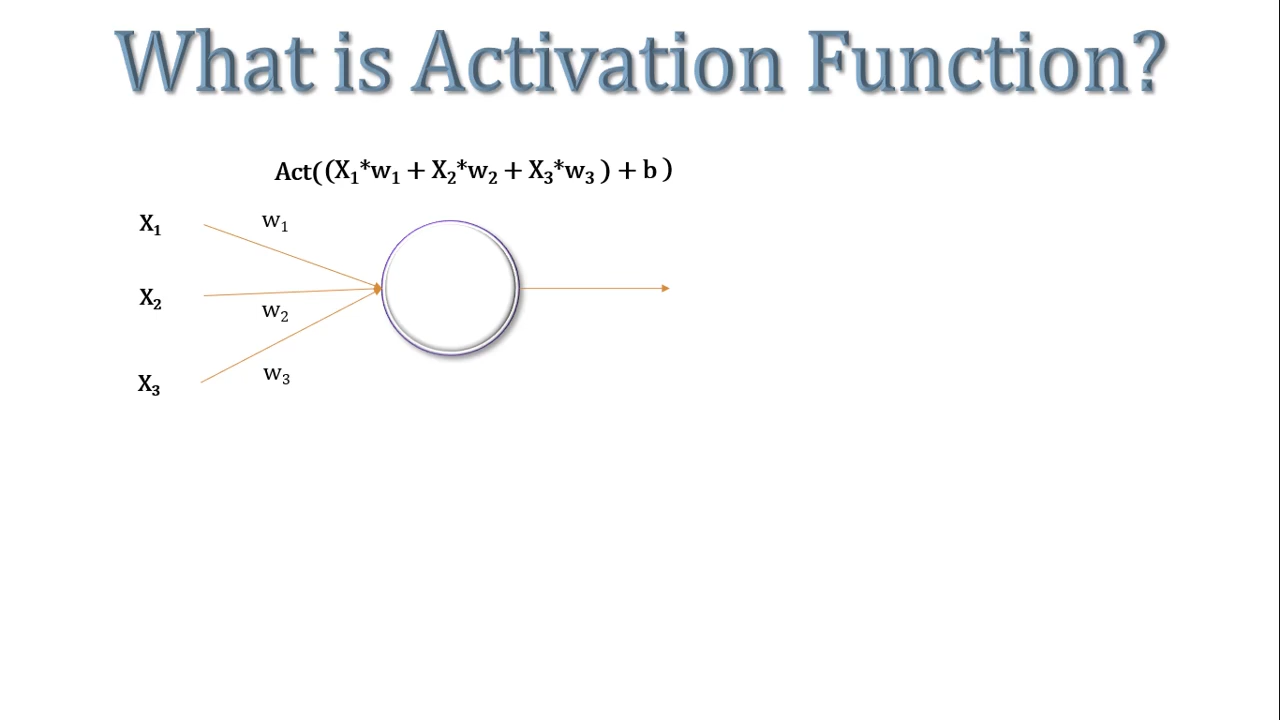 What is Activation Function?
Act((X₁*w₁ + X₂*w₂ + X₃*w₃ ) + b )
X₁ w₁
X₂ w₂
X₃ w₃